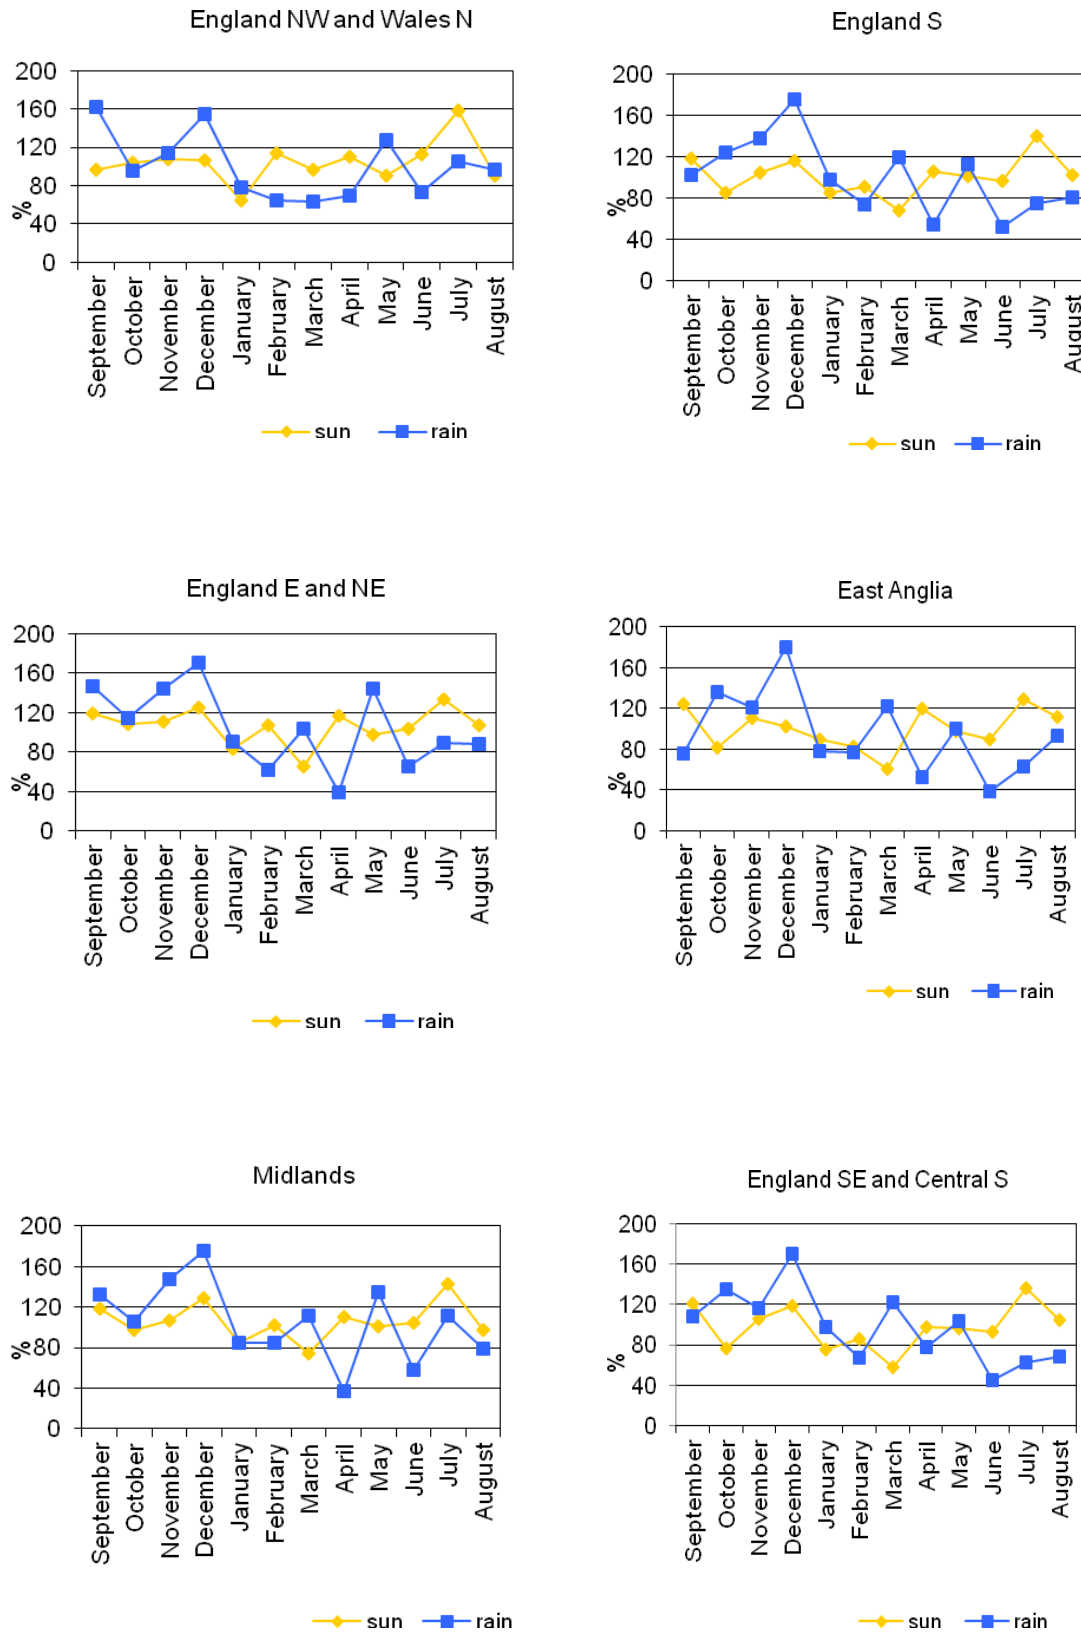 England NW and Wales N
200
160
120
80
40
0
%
September
October
November
December
January
February
March
April
May
June
July
August
sun
rain
England S
200
160
120
80
40
0
%
September
October
November
December
January
February
March
April
May
June
July
August
sun
rain
England E and NE
200
160
120
80
40
0
%
September
October
November
December
January
February
March
April
May
June
July
August
sun
rain
East Anglia
200
160
120
80
40
0
%
September
October
November
December
January
February
March
April
May
June
July
August
sun
rain
Midlands
200
160
120
80
40
0
%
September
October
November
December
January
February
March
April
May
June
July
August
sun
rain
England SE and Central S
200
160
120
80
40
0
%
September
October
November
December
January
February
March
April
May
June
July
August
sun
rain